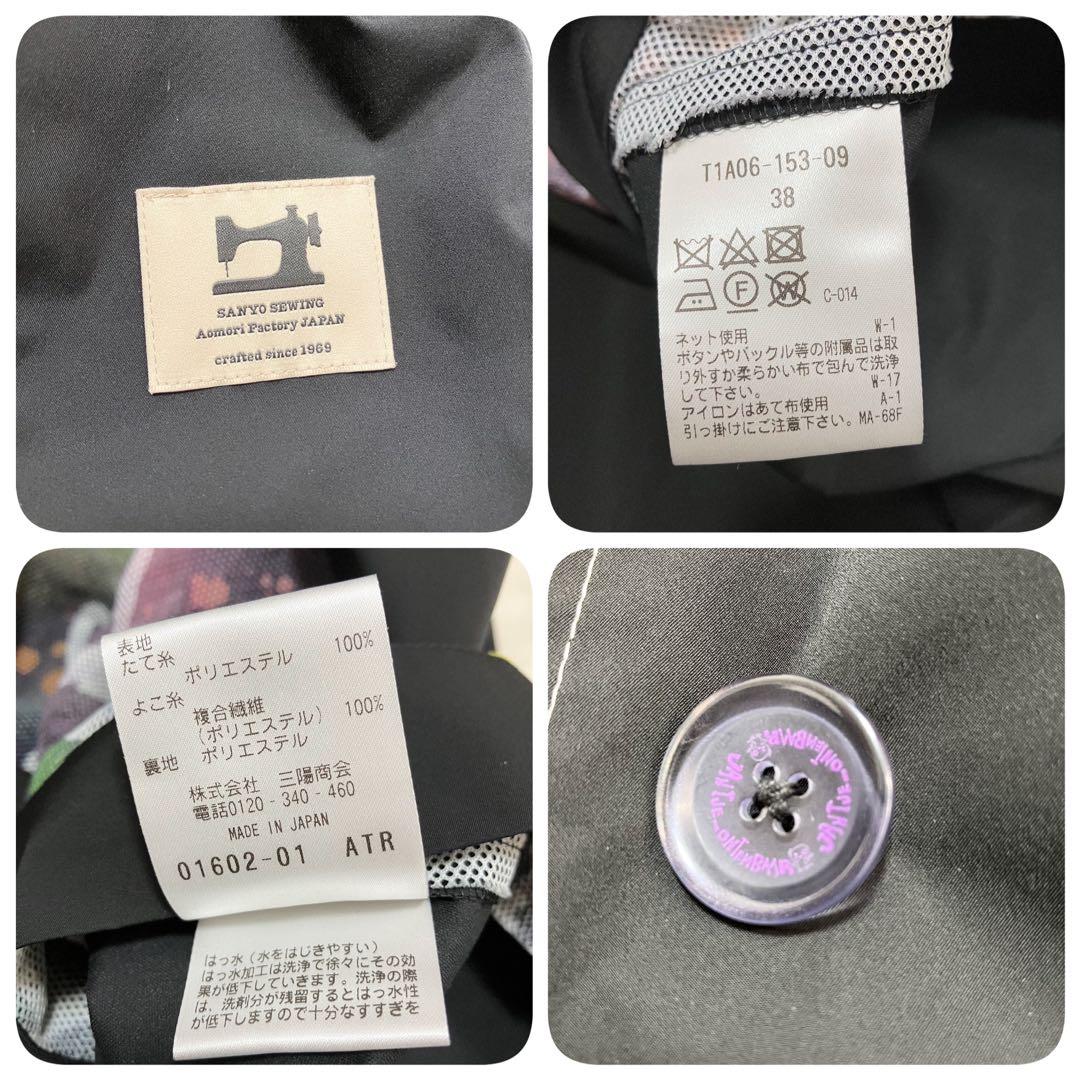 SANYO SEWING
Aomori Factory JAPAN
crafted since 1969
T1A06-153-09
38
F
W
C-014
ネット使用 W-1
ボタンやバックル等の附属品は取
り外すか柔らかい布で包んで洗浄
して下さい。 W-17
アイロンはあて布使用 A-1
引っ掛けにご注意下さい。MA-68F
表地
たて糸
ポリエステル 100%
よこ糸
複合繊維
(ポリエステル) 100%
裏地 ポリエステル
株式会社 三陽商会
電話0120-340-460
MADE IN JAPAN
01602-01 ATR
はっ水(水をはじきやすい)
はっ水加工は洗浄で徐々にその効
果が低下していきます。洗浄の際
は、洗剤分が残留するとはっ水性
が低下しますので十分なすすぎを
JANTJE_ONTEMBAAR
JANTJE_ONTEMBAAR